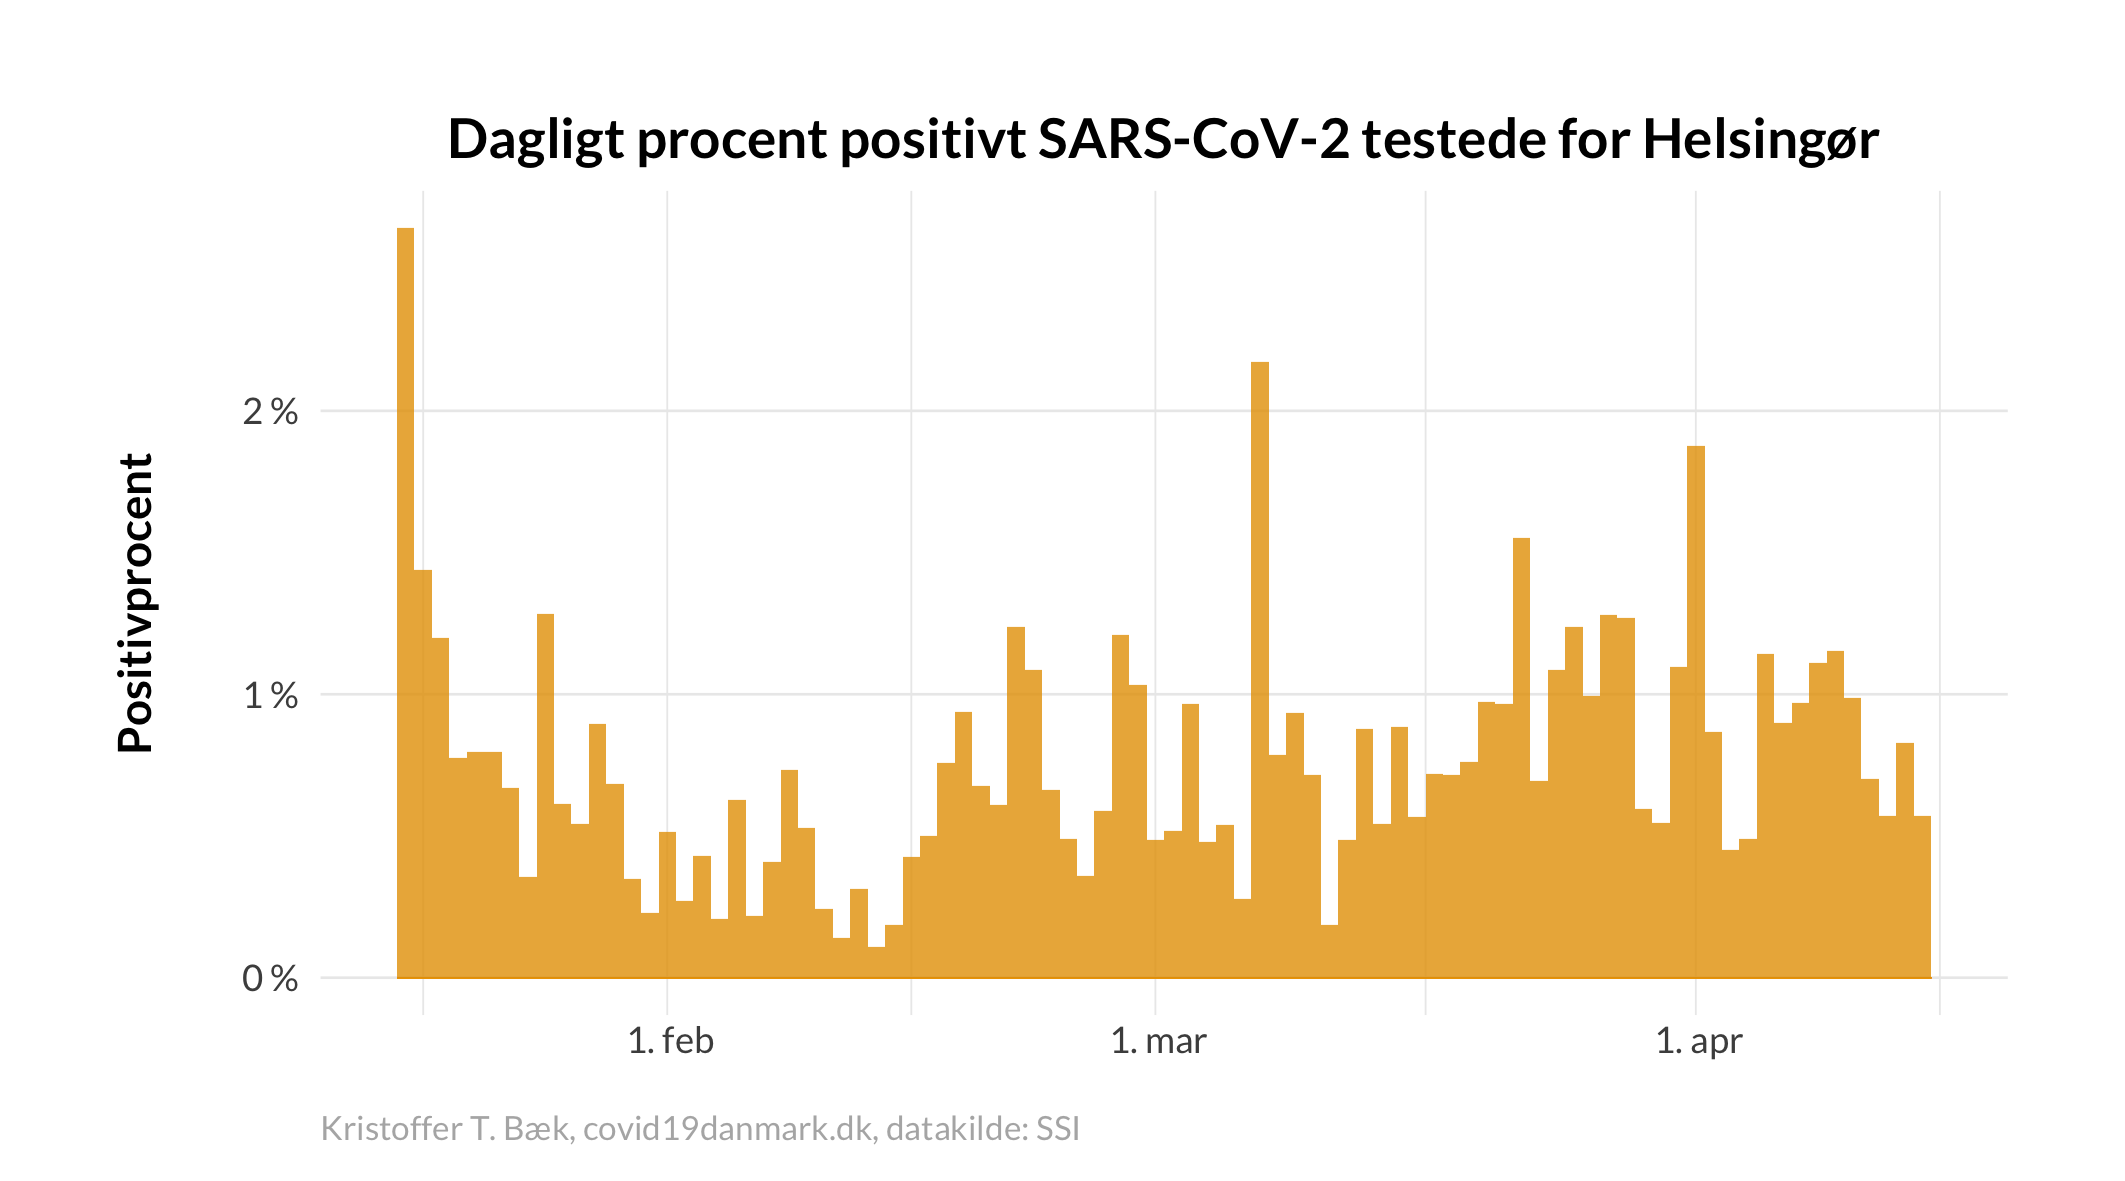 Dagligt procent positivt SARS-CoV-2 testede for Helsingør
Positivprocent
2 %
1 %
0 %
1. feb
1. mar
1. apr
Kristoffer T. Bæk, covid19danmark.dk, datakilde: SSI